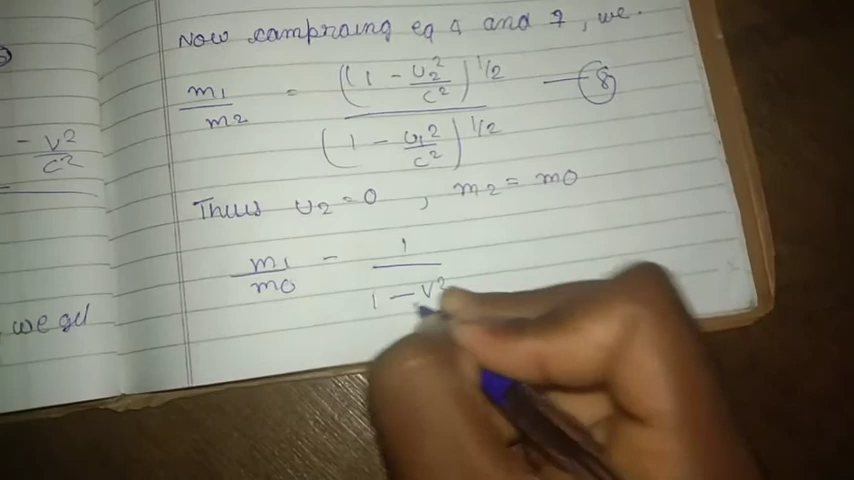 - v²/c²
we get
Now compraing eq 4 and 7, we.
m₁/m₂ = (1 - u₂²/c²)^1/2 / (1 - u₁²/c²)^1/2 — 8
Thus u₂ = 0 , m₂ = m0
m₁/m0 - 1/1 - v²